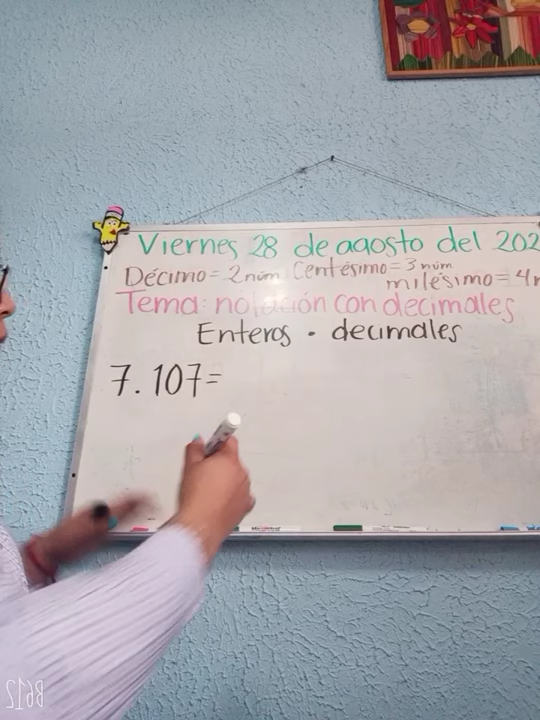 Viernes 28 de agosto del 202
Décimo = 2 núm Centésimo = 3 núm
milésimo = 4
Tema: notación con decimales
Enteros . decimales
7.107=
B612